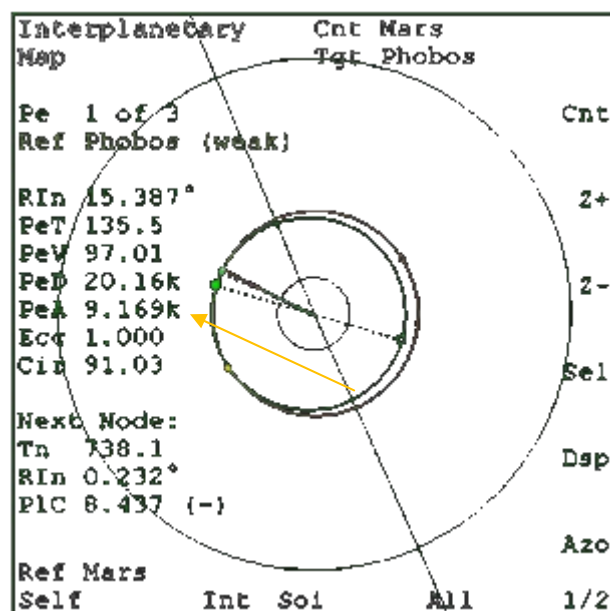 Interplanetary Cnt Mars
Map Tgt Phobos
Pe 1 of 3 Cnt
Ref Phobos (weak)
RIn 15.387° Z+
PeT 135.5
PeV 97.01
PeD 20.16k Z-
PeA 9.169k
Ecc 1.000
Cir 91.03 Sel
Next Node:
Tn 738.1 Dsp
RIn 0.232°
PlC 8.437 (-)
Azo
Ref Mars
Self Int Soi All 1/2